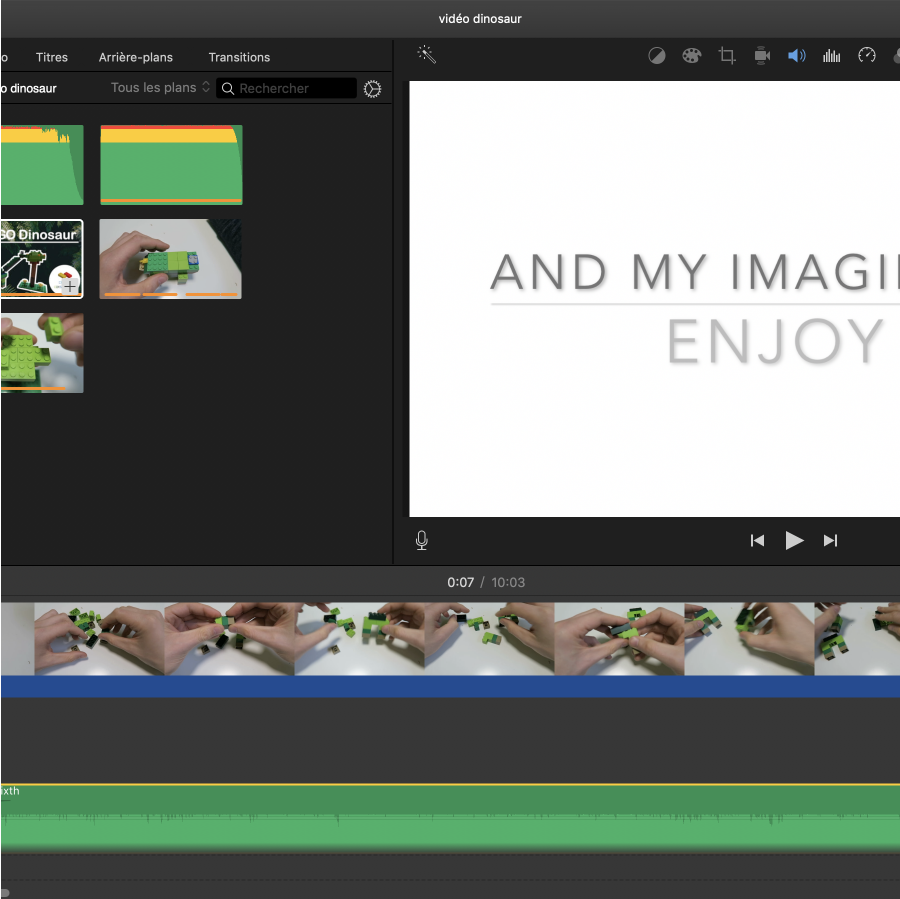 vidéo dinosaur
o Titres Arrière-plans Transitions
o dinosaur Tous les plans Rechercher
GO Dinosaur
AND MY IMAGI
ENJOY
0:07 / 10:03
ixth